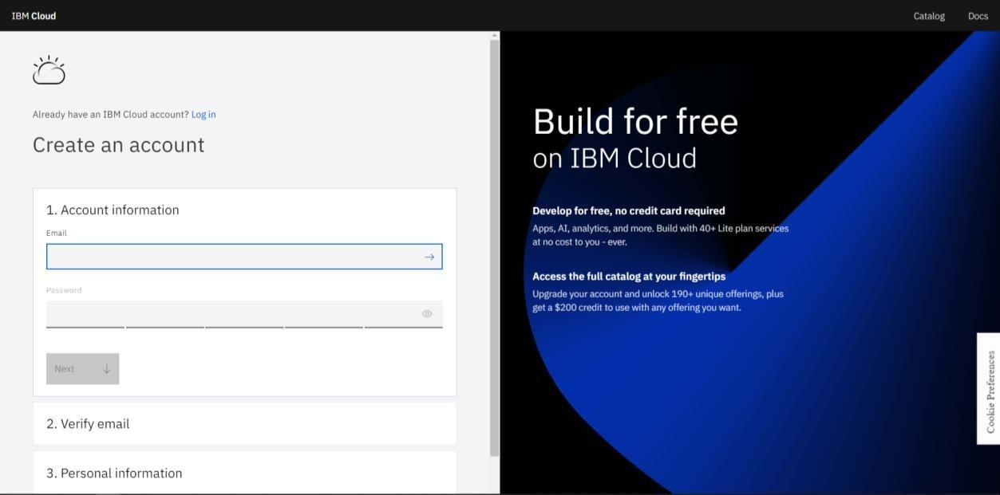 IBM Cloud
Catalog
Docs
Already have an IBM Cloud account? Log in
Create an account
1. Account information
Email
Password
Next
2. Verify email
3. Personal information
Build for free
on IBM Cloud
Develop for free, no credit card required
Apps, AI, analytics, and more. Build with 40+ Lite plan services
at no cost to you - ever.
Access the full catalog at your fingertips
Upgrade your account and unlock 190+ unique offerings, plus
get a $200 credit to use with any offering you want.
Cookie Preferences